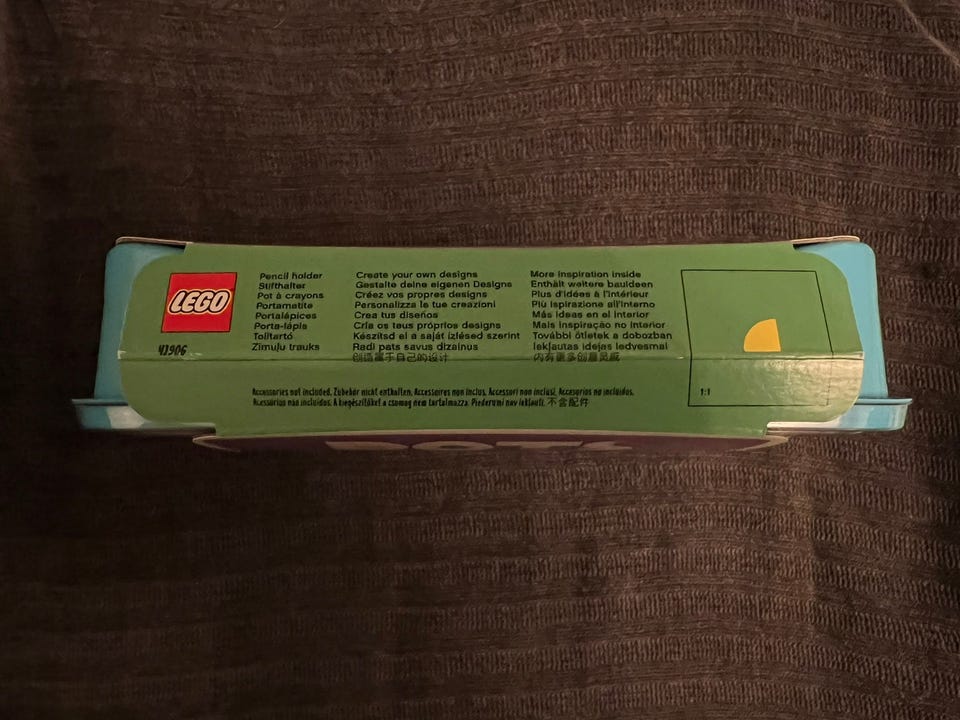 LEGO
41906
Pencil holder
Stifthalter
Pot à crayons
Portamatite
Portalápices
Porta-lápis
Tolltartó
Zīmuļu trauks
Create your own designs
Gestalte deine eigenen Designs
Créez vos propres designs
Personalizza le tue creazioni
Crea tus diseños
Cria os teus próprios designs
Készítsd el a saját ízlésed szerint
Radi pats savus dizainus
创造属于自己的设计
More inspiration inside
Enthält weitere bauideen
Plus d'idées à l'intérieur
Più ispirazione all'interno
Más ideas en el interior
Mais inspiração no interior
További ötletek a dobozban
Iekļautas idejas iedvesmai
内有更多创意灵感
Accessories not included. Zubehör nicht enthalten. Accessoires non inclus. Accessori non inclusi. Accesorios no incluidos.
Acessórios não incluídos. A kiegészítőket a csomag nem tartalmazza. Piederumi nav iekļauti. 不含配件
1:1
DOTS